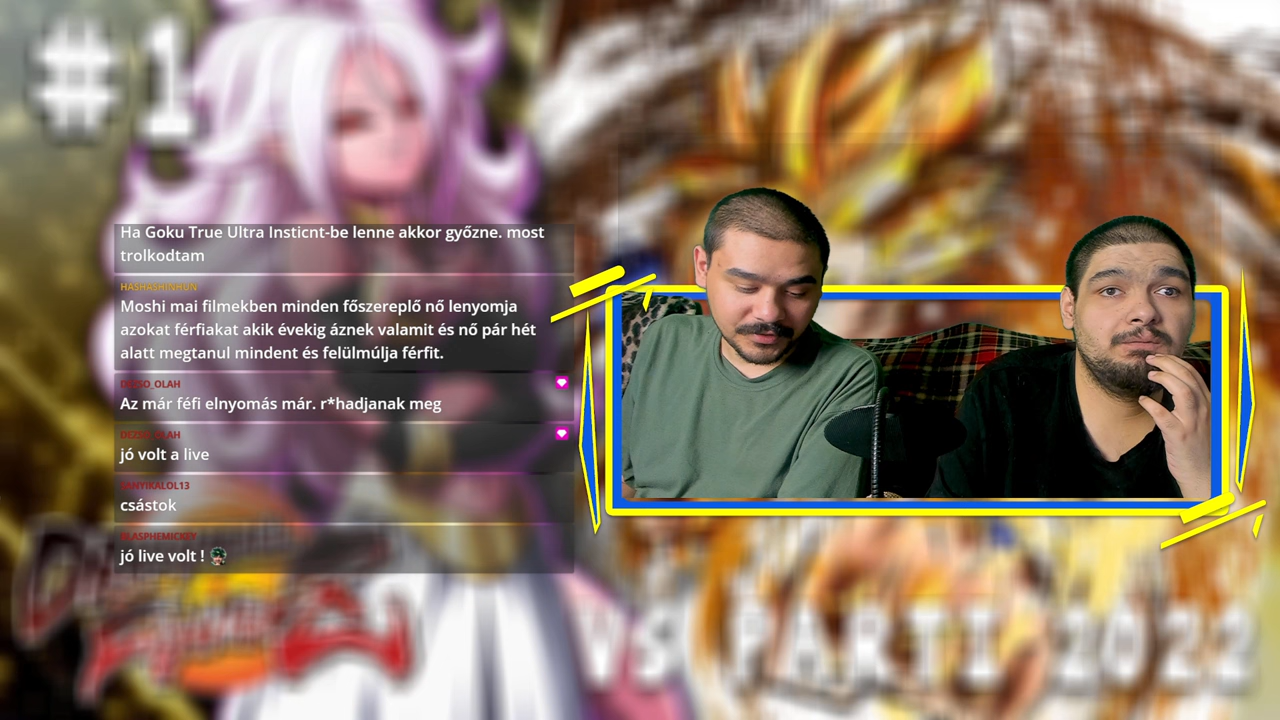 #1
Ha Goku True Ultra Insticnt-be lenne akkor győzne. most
trolkodtam
HASHASHINHUN
Moshi mai filmekben minden főszereplő nő lenyomja
azokat férfiakat akik évekig áznek valamit és nő pár hét
alatt megtanul mindent és felülmúlja férfit.
Az már féfi elnyomás már. r*hadjanak meg
jó volt a live
csástok
jó live volt !
VS PARTI 2022